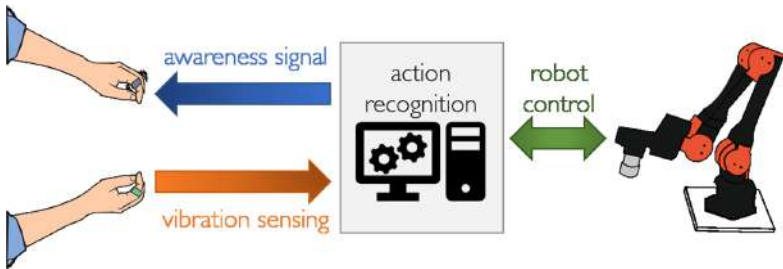 awareness signal
action
recognition
robot
control
vibration sensing